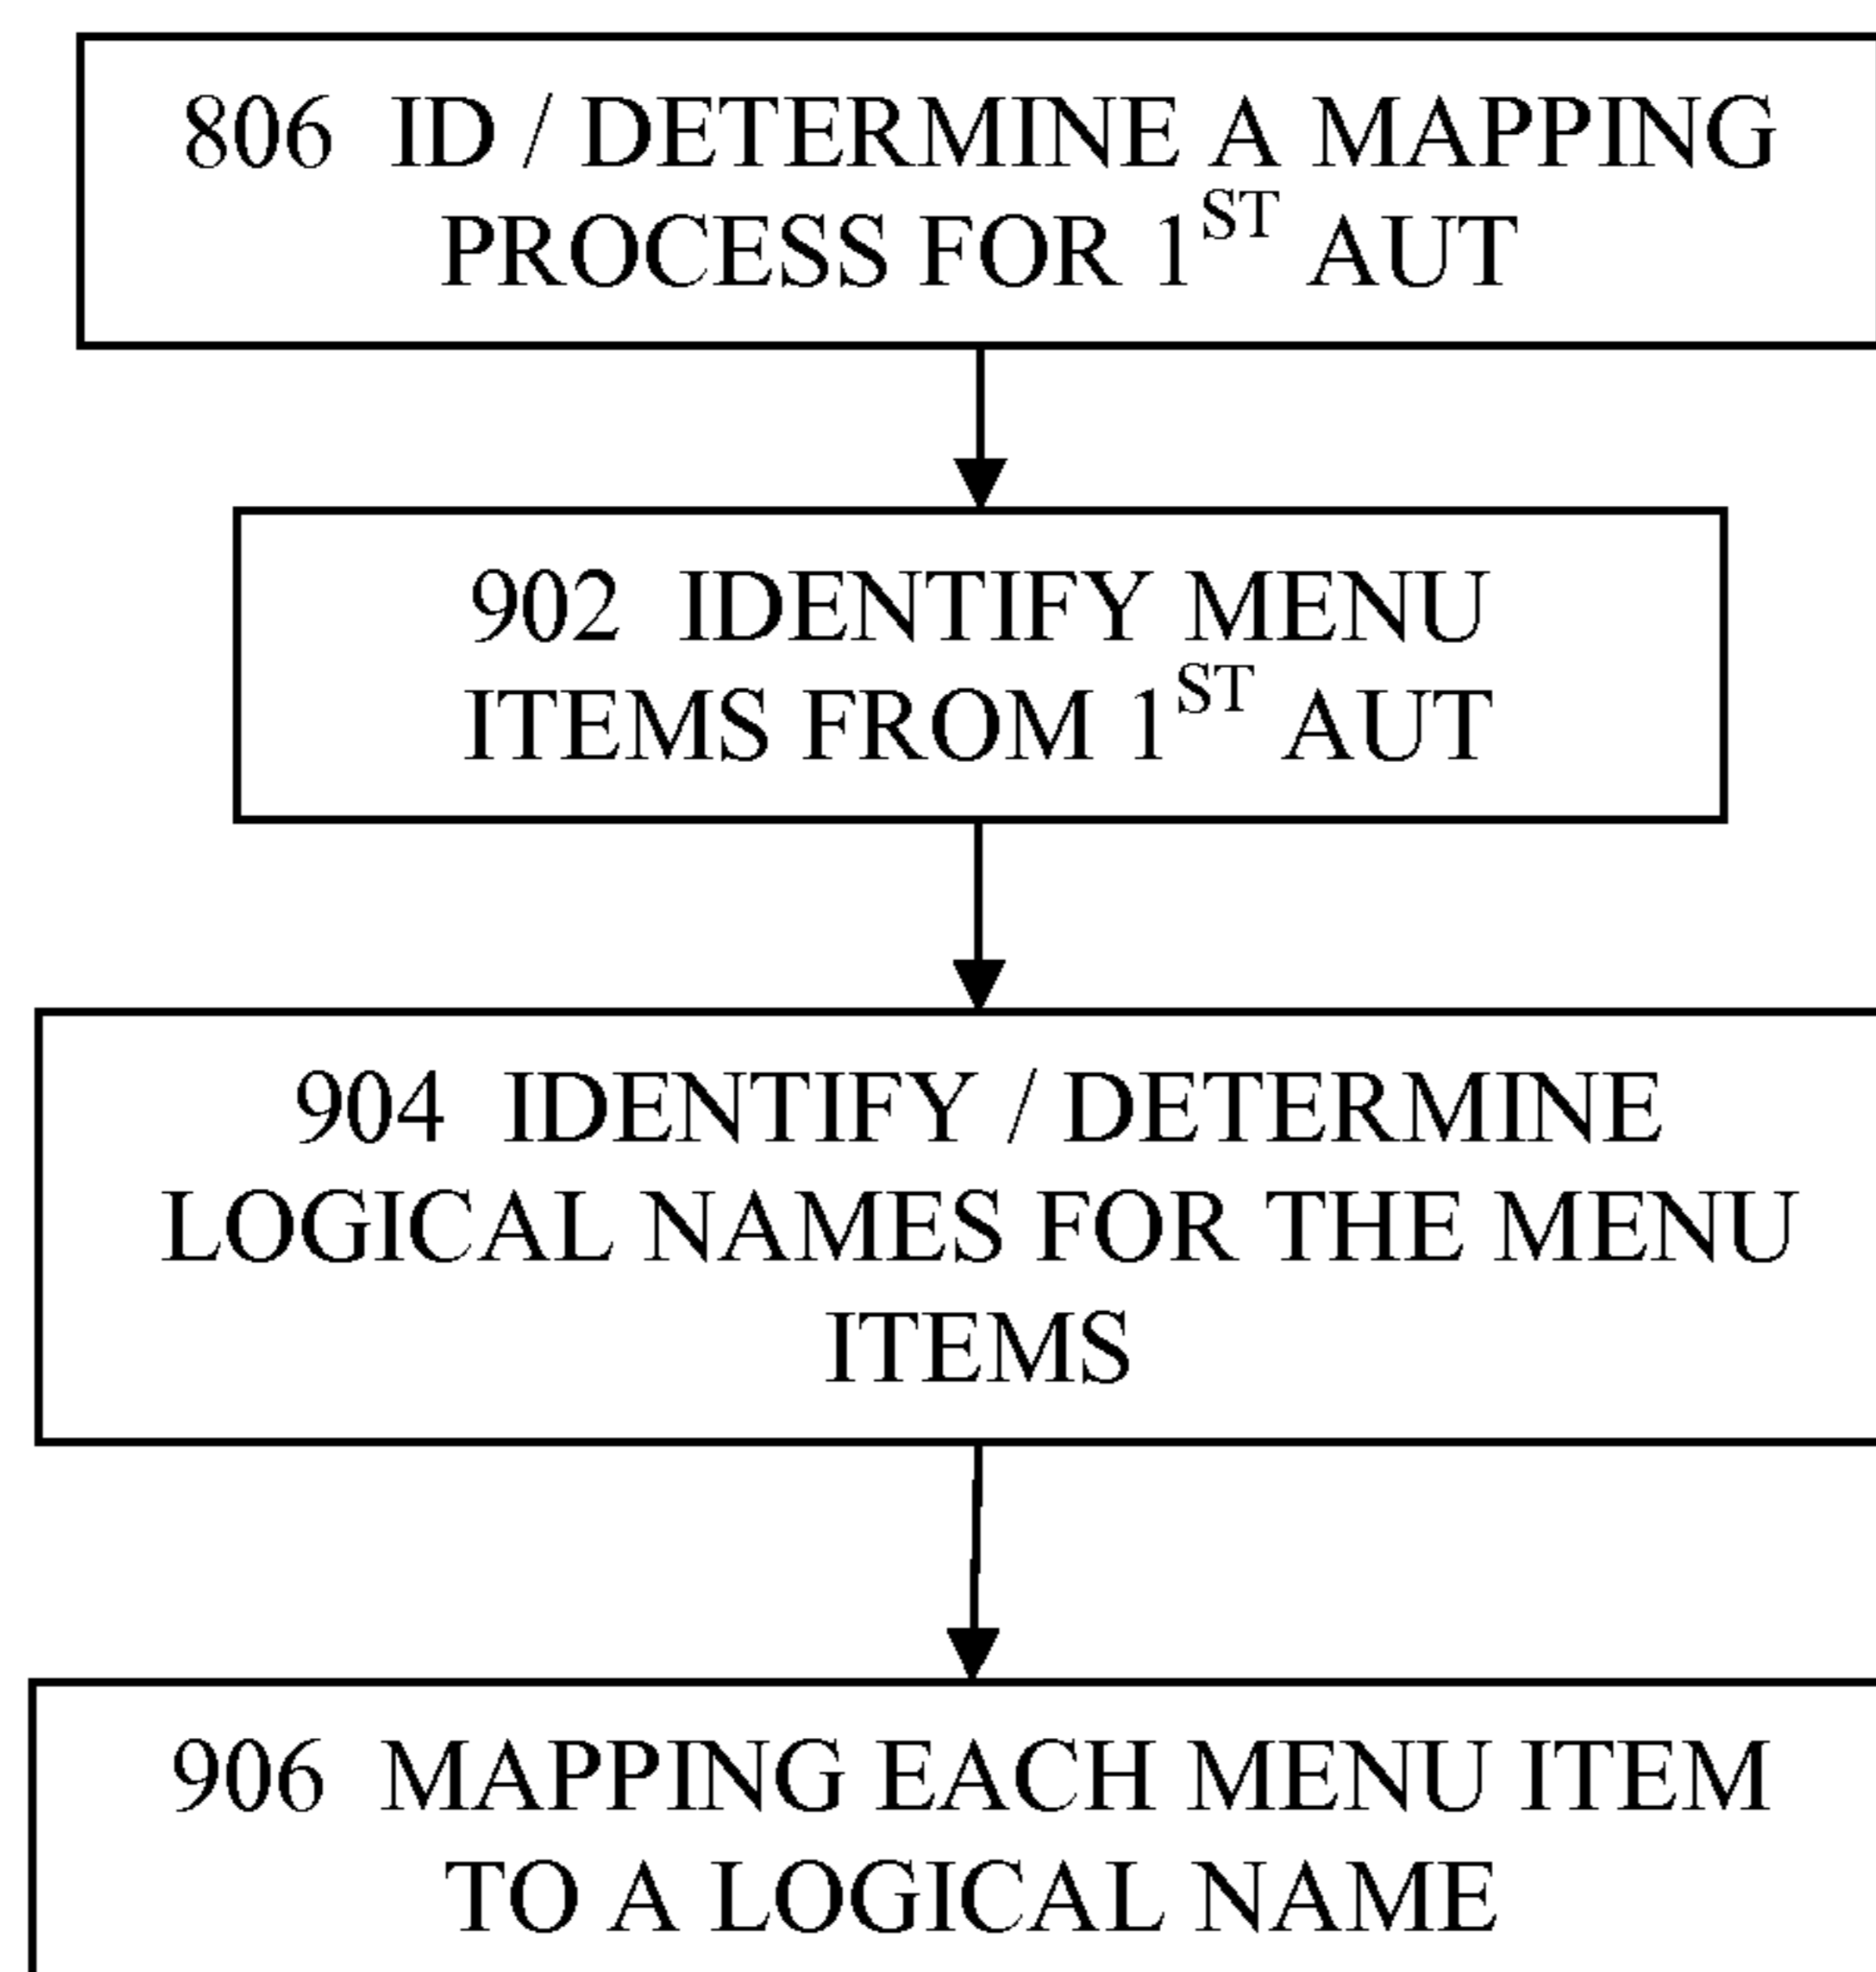 806 ID / DETERMINE A MAPPING
PROCESS FOR 1ST AUT
902 IDENTIFY MENU
ITEMS FROM 1ST AUT
904 IDENTIFY / DETERMINE
LOGICAL NAMES FOR THE MENU
ITEMS
906 MAPPING EACH MENU ITEM
TO A LOGICAL NAME